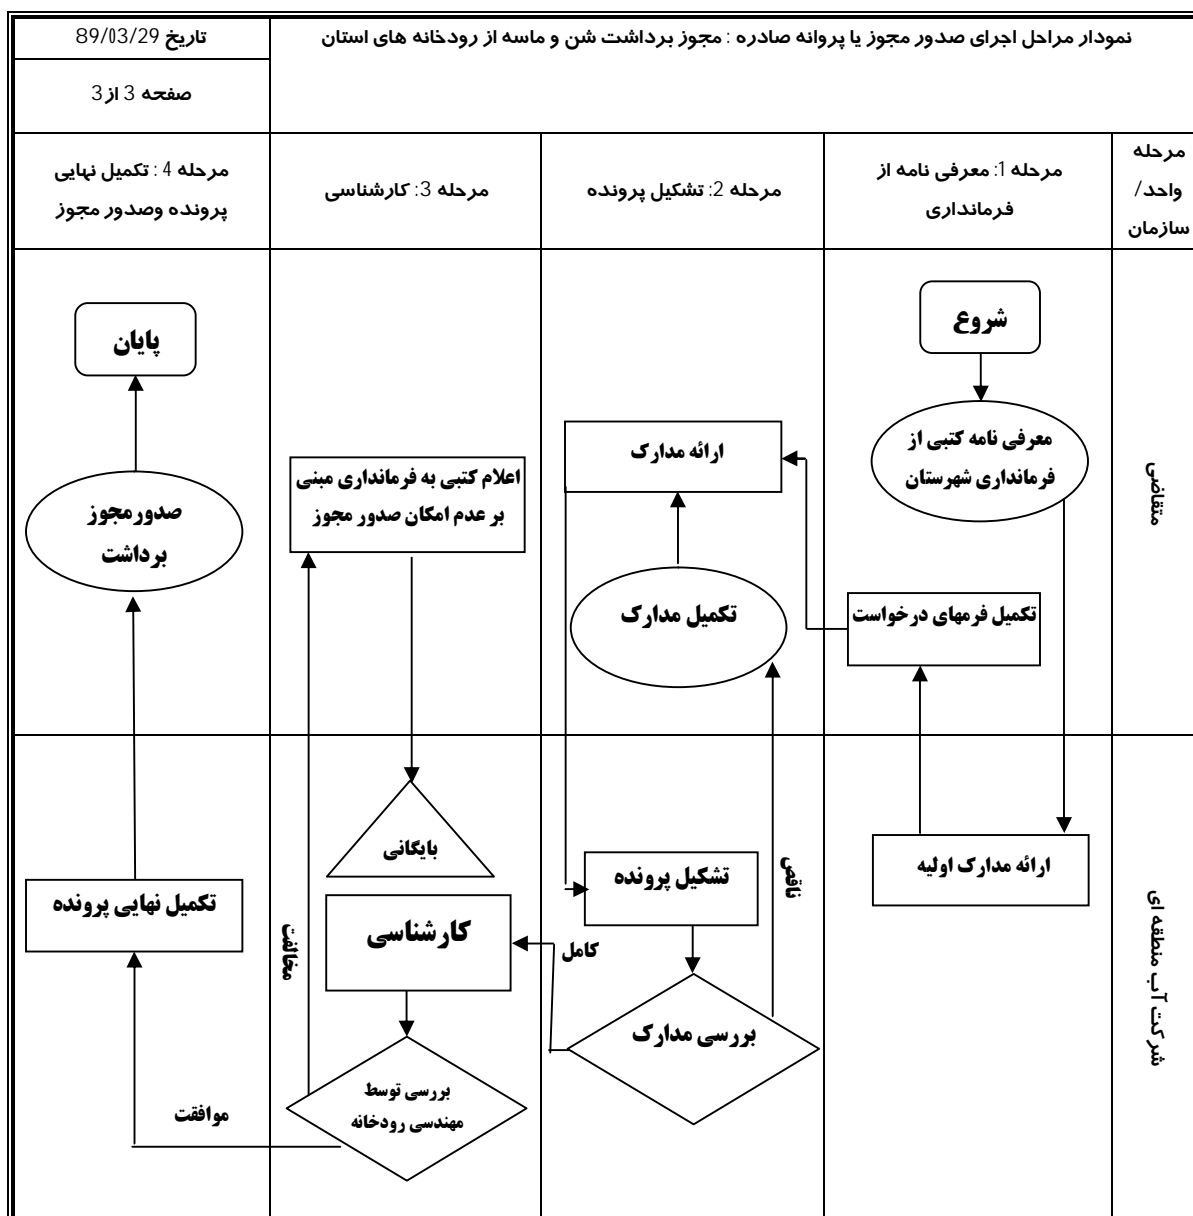 نمودار مراحل اجرای صدور مجوز یا پروانه صادره : مجوز برداشت شن و ماسه از رودخانه های استان
تاریخ 89/03/29
صفحه 3 از 3
مرحله
واحد/
سازمان
مرحله 1: معرفی نامه از
فرمانداری
مرحله 2: تشکیل پرونده
مرحله 3: کارشناسی
مرحله 4 : تکمیل نهایی
پرونده وصدور مجوز
متقاضی
شروع
معرفی نامه کتبی از
فرمانداری شهرستان
تکمیل فرمهای درخواست
ارائه مدارک
تکمیل مدارک
اعلام کتبی به فرمانداری مبنی
بر عدم امکان صدور مجوز
پایان
صدورمجوز
برداشت
شرکت آب منطقه ای
ارائه مدارک اولیه
تشکیل پرونده
ناقص
بررسی مدارک
کامل
بایگانی
کارشناسی
مخالفت
بررسی توسط
مهندسی رودخانه
تکمیل نهایی پرونده
موافقت